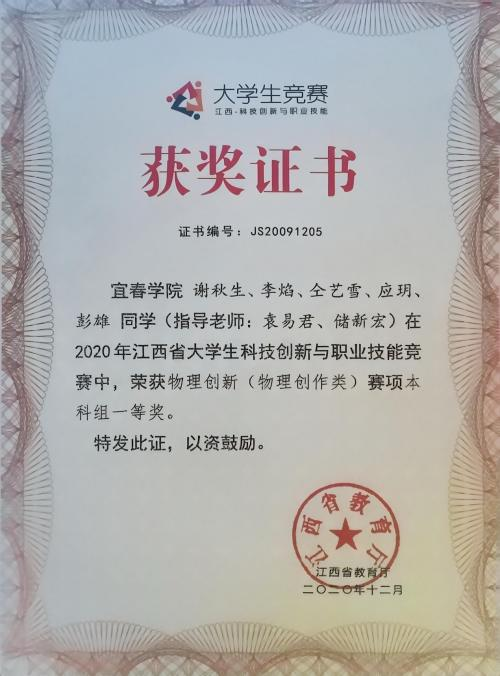 大学生竞赛
江西·科技创新与职业技能
获奖证书
证书编号：JS20091205
宜春学院 谢秋生、李焰、仝艺雪、应玥、
彭雄 同学（指导老师：袁易君、储新宏）在
2020年江西省大学生科技创新与职业技能竞
赛中，荣获物理创新（物理创作类）赛项本
科组一等奖。
特发此证，以资鼓励。
江西省教育厅
江西省教育厅
二〇二〇年十二月